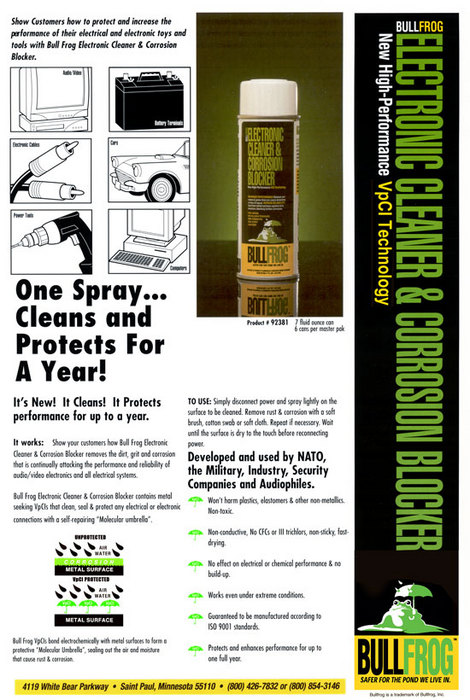 Show Customers how to protect and increase the
performance of their electrical and electronic toys and
tools with Bull Frog Electronic Cleaner & Corrosion
Blocker.
Audio/Video
Battery Terminals
Electronic Cables
Cars
Power Tools
Computers
ELECTRONIC
CLEANER &
CORROSION
BLOCKER
BULLFROG
Product # 92381
7 fluid ounce can
6 cans per master pak
One Spray...
Cleans and
Protects For
A Year!
It's New! It Cleans! It Protects
performance for up to a year.
It works: Show your customers how Bull Frog Electronic
Cleaner & Corrosion Blocker removes the dirt, grit and corrosion
that is continually attacking the performance and reliability of
audio/video electronics and all electrical systems.
Bull Frog Electronic Cleaner & Corrosion Blocker contains metal
seeking VpCIs that clean, seal & protect any electrical or electronic
connections with a self-repairing "Molecular umbrella".
UNPROTECTED
AIR
WATER
CORROSION
METAL SURFACE
VpCI PROTECTED
AIR
WATER
METAL SURFACE
Bull Frog VpCIs bond electrochemically with metal surfaces to form a
protective "Molecular Umbrella", sealing out the air and moisture
that cause rust & corrosion.
TO USE: Simply disconnect power and spray lightly on the
surface to be cleaned. Remove rust & corrosion with a soft
brush, cotton swab or soft cloth. Repeat if necessary. Wait
until the surface is dry to the touch before reconnecting
power.
Developed and used by NATO,
the Military, Industry, Security
Companies and Audiophiles.
Won't harm plastics, elastomers & other non-metallics.
Non-toxic.
Non-conductive, No CFCs or III trichlors, non-sticky, fast-
drying.
No effect on electrical or chemical performance & no
build-up.
Works even under extreme conditions.
Guaranteed to be manufactured according to
ISO 9001 standards.
Protects and enhances performance for up to
one full year.
BULLFROG
ELECTRONIC CLEANER & CORROSION BLOCKER
New High-Performance VpCI Technology
BULLFROG
SAFER FOR THE POND WE LIVE IN.
4119 White Bear Parkway • Saint Paul, Minnesota 55110 • (800) 426-7832 or (800) 854-3146
Bullfrog is a trademark of Bullfrog, Inc.